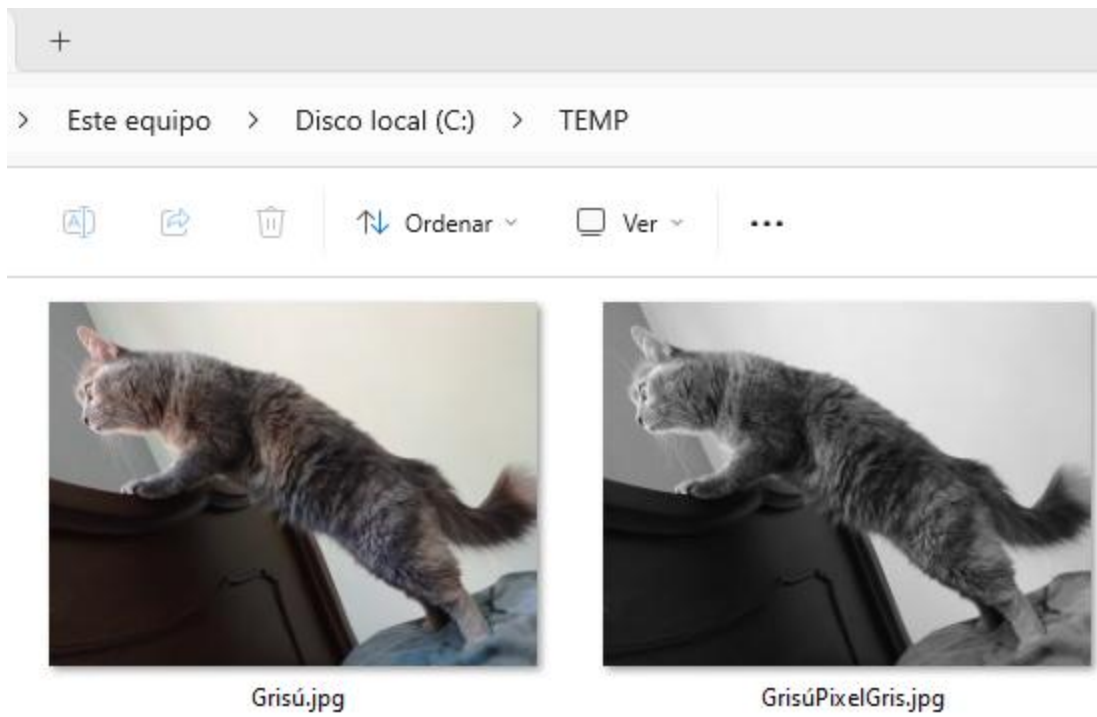 Este equipo > Disco local (C:) > TEMP
Ordenar Ver
Grisú.jpg GrisúPixelGris.jpg